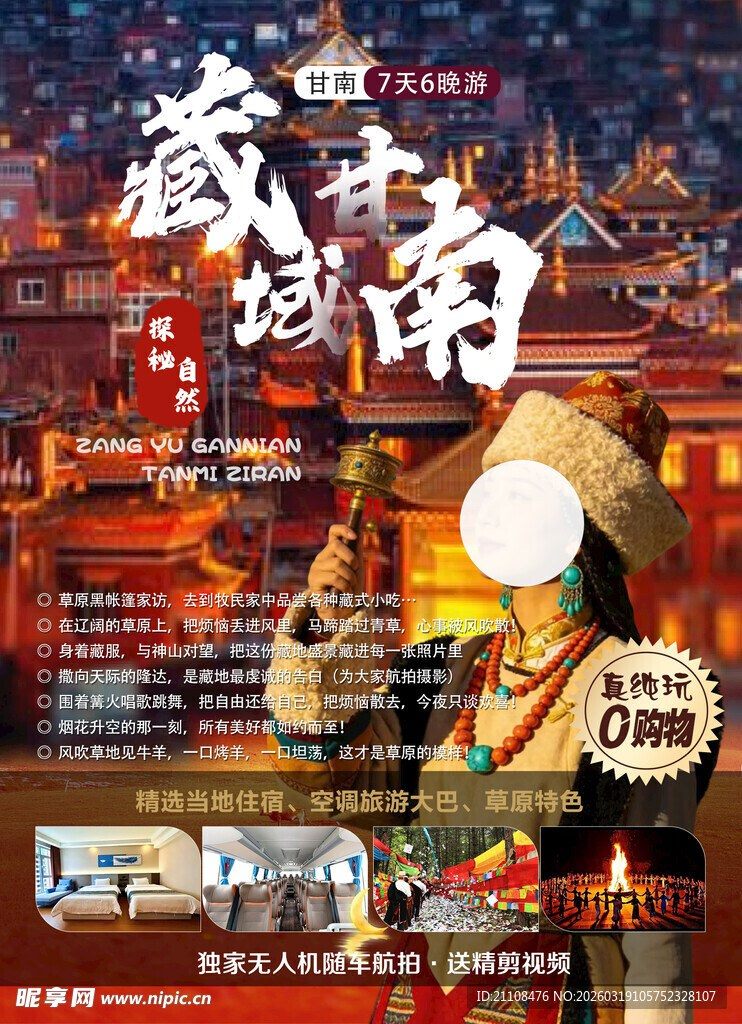 甘南 7天6晚游
藏域
甘南
探秘
自然
ZANG YU GANNIAN
TANMI ZIRAN
◎ 草原黑帐篷家访，去到牧民家中品尝各种藏式小吃…
◎ 在辽阔的草原上，把烦恼丢进风里，马蹄踏过青草，心事被风吹散！
◎ 身着藏服，与神山对望，把这份藏地盛景藏进每一张照片里
◎ 撒向天际的隆达，是藏地最虔诚的告白（为大家航拍摄影）
◎ 围着篝火唱歌跳舞，把自由还给自己，把烦恼散去，今夜只谈欢喜！
◎ 烟花升空的那一刻，所有美好都如约而至！
◎ 风吹草地见牛羊，一口烤羊，一口坦荡，这才是草原的模样！
真纯玩
0购物
精选当地住宿、空调旅游大巴、草原特色
独家无人机随车航拍·送精剪视频
昵享网 www.nipic.cn
ID:21108476 NO:20260319105752328107